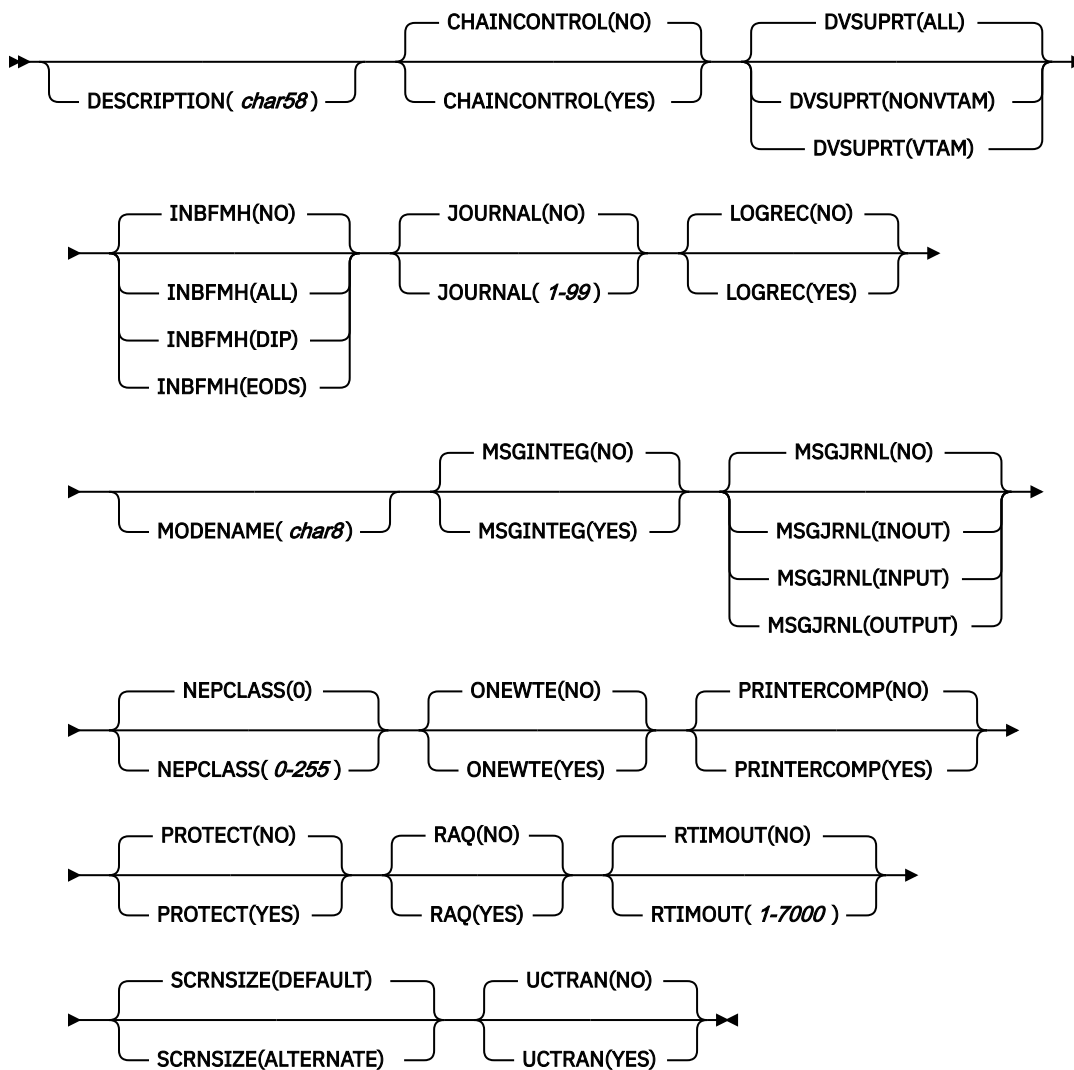 CHAINCONTROL(NO) DVSUPRT(ALL)
DESCRIPTION( char58 ) CHAINCONTROL(YES) DVSUPRT(NONVTAM)
DVSUPRT(VTAM)
INBFMH(NO) JOURNAL(NO) LOGREC(NO)
INBFMH(ALL) JOURNAL( 1-99 ) LOGREC(YES)
INBFMH(DIP)
INBFMH(EODS)
MSGINTEG(NO) MSGJRNL(NO)
MODENAME( char8 ) MSGINTEG(YES) MSGJRNL(INOUT)
MSGJRNL(INPUT)
MSGJRNL(OUTPUT)
NEPCLASS(0) ONEWTE(NO) PRINTERCOMP(NO)
NEPCLASS( 0-255 ) ONEWTE(YES) PRINTERCOMP(YES)
PROTECT(NO) RAQ(NO) RTIMOUT(NO)
PROTECT(YES) RAQ(YES) RTIMOUT( 1-7000 )
SCRNSIZE(DEFAULT) UCTRAN(NO)
SCRNSIZE(ALTERNATE) UCTRAN(YES)